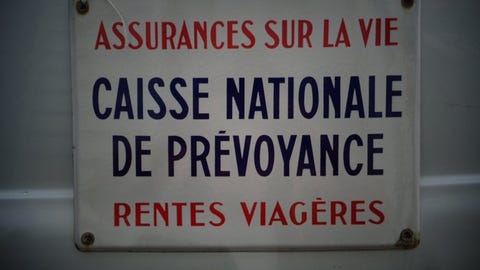 ASSURANCES SUR LA VIE
CAISSE NATIONALE
DE PRÉVOYANCE
RENTES VIAGÈRES